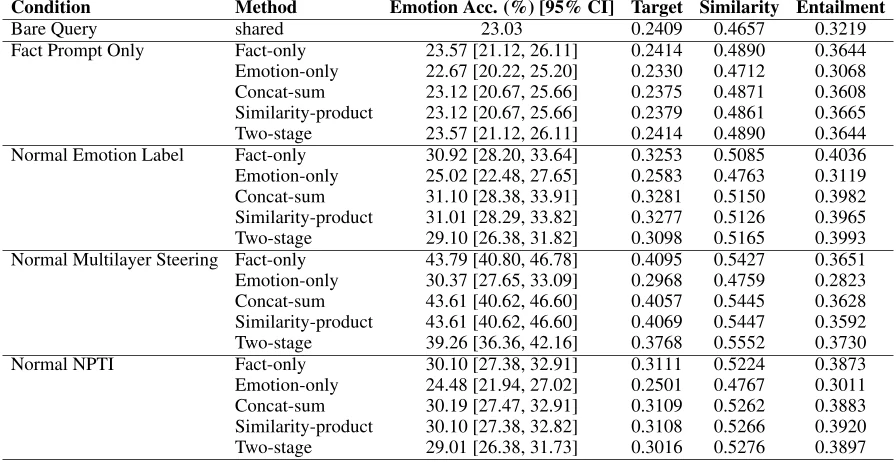 Condition Method Emotion Acc. (%) [95% CI] Target Similarity Entailment
Bare Query shared 23.03 0.2409 0.4657 0.3219
Fact Prompt Only Fact-only 23.57 [21.12, 26.11] 0.2414 0.4890 0.3644
Emotion-only 22.67 [20.22, 25.20] 0.2330 0.4712 0.3068
Concat-sum 23.12 [20.67, 25.66] 0.2375 0.4871 0.3608
Similarity-product 23.12 [20.67, 25.66] 0.2379 0.4861 0.3665
Two-stage 23.57 [21.12, 26.11] 0.2414 0.4890 0.3644
Normal Emotion Label Fact-only 30.92 [28.20, 33.64] 0.3253 0.5085 0.4036
Emotion-only 25.02 [22.48, 27.65] 0.2583 0.4763 0.3119
Concat-sum 31.10 [28.38, 33.91] 0.3281 0.5150 0.3982
Similarity-product 31.01 [28.29, 33.82] 0.3277 0.5126 0.3965
Two-stage 29.10 [26.38, 31.82] 0.3098 0.5165 0.3993
Normal Multilayer Steering Fact-only 43.79 [40.80, 46.78] 0.4095 0.5427 0.3651
Emotion-only 30.37 [27.65, 33.09] 0.2968 0.4759 0.2823
Concat-sum 43.61 [40.62, 46.60] 0.4057 0.5445 0.3628
Similarity-product 43.61 [40.62, 46.60] 0.4069 0.5447 0.3592
Two-stage 39.26 [36.36, 42.16] 0.3768 0.5552 0.3730
Normal NPTI Fact-only 30.10 [27.38, 32.91] 0.3111 0.5224 0.3873
Emotion-only 24.48 [21.94, 27.02] 0.2501 0.4767 0.3011
Concat-sum 30.19 [27.47, 32.91] 0.3109 0.5262 0.3883
Similarity-product 30.10 [27.38, 32.82] 0.3108 0.5266 0.3920
Two-stage 29.01 [26.38, 31.73] 0.3016 0.5276 0.3897